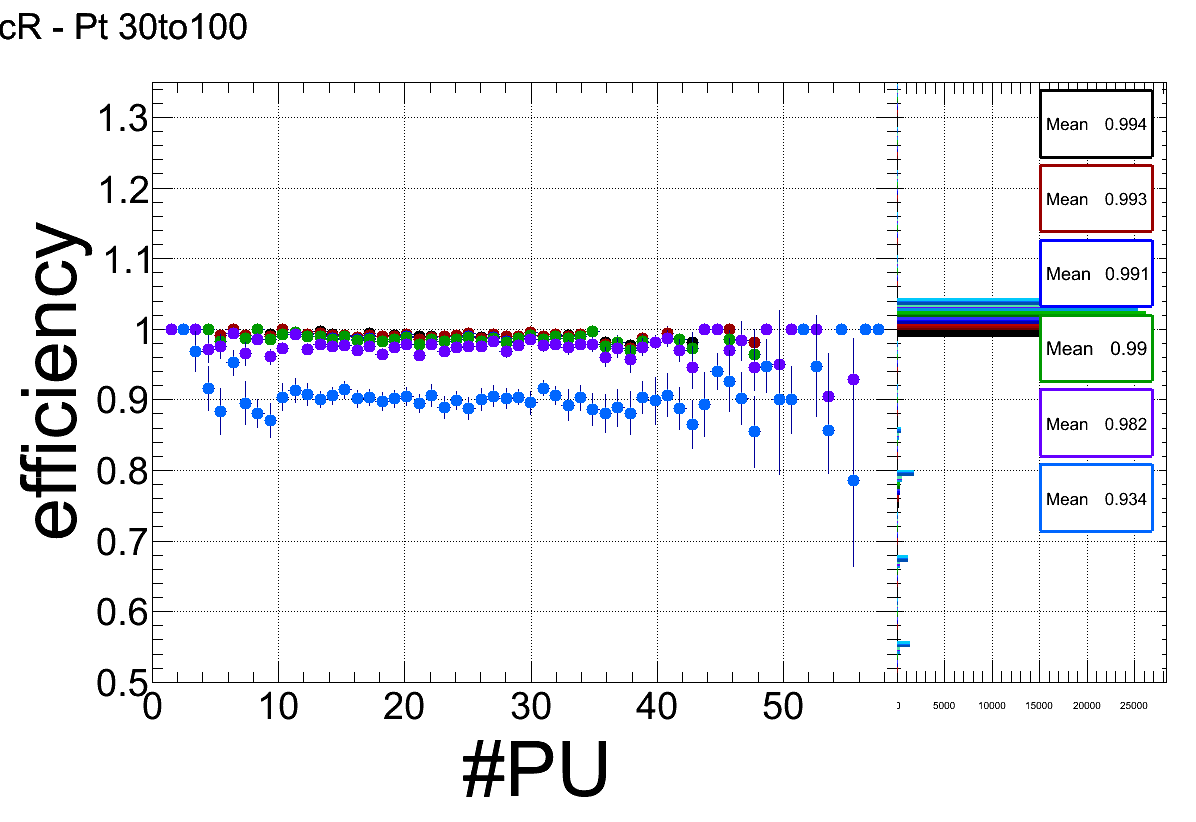 cR - Pt 30to100
efficiency
1.3
1.2
1.1
1
0.9
0.8
0.7
0.6
0.5
0 10 20 30 40 50
#PU
Mean 0.994
Mean 0.993
Mean 0.991
Mean 0.99
Mean 0.982
Mean 0.934
5000 10000 15000 20000 25000